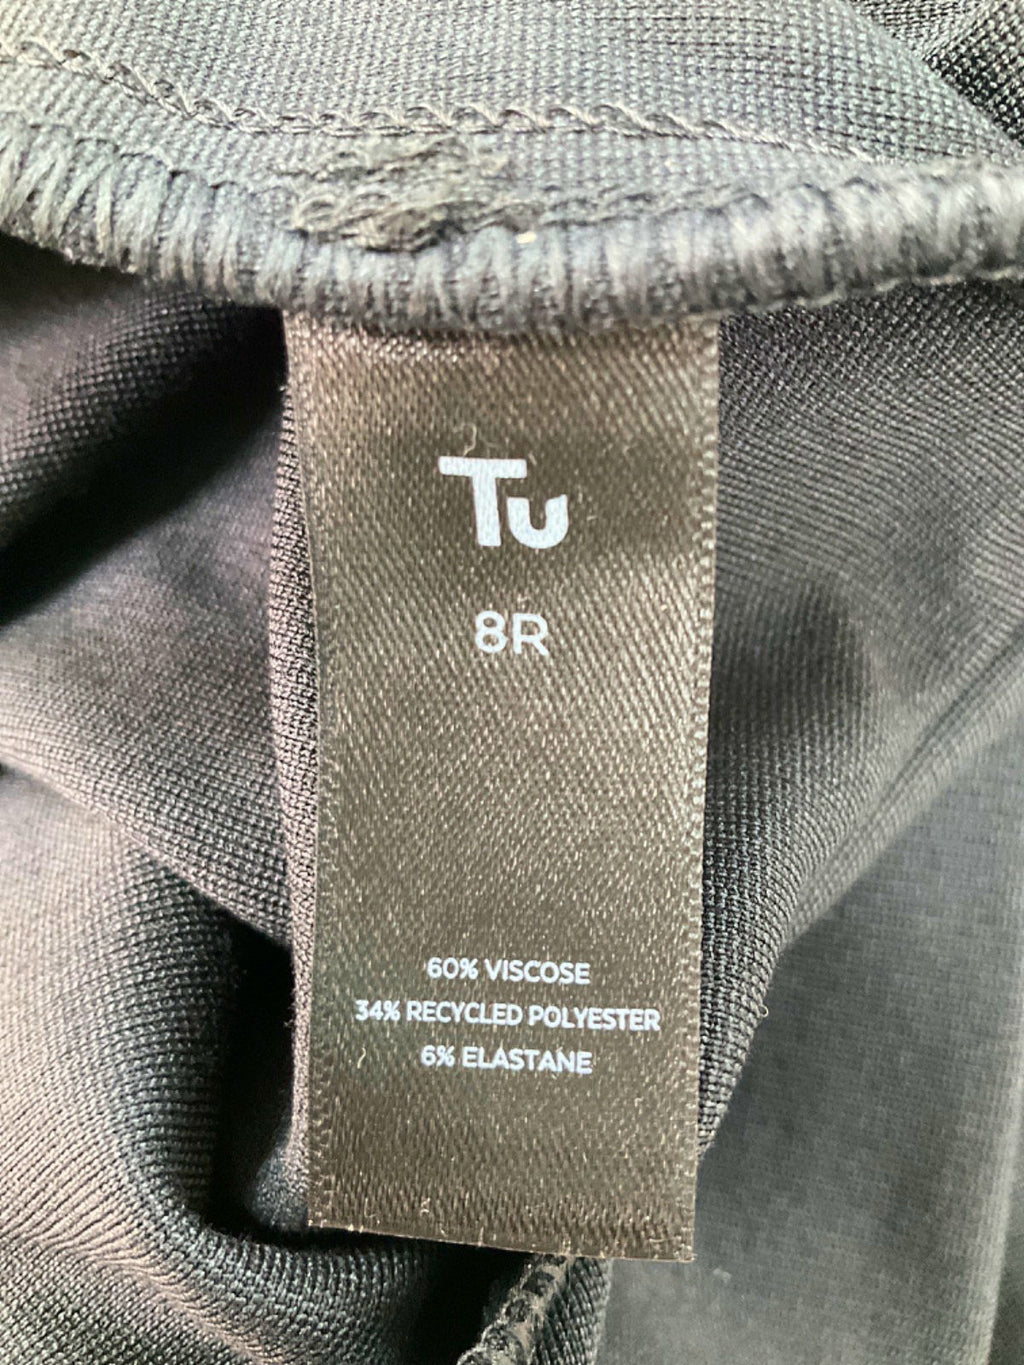 Tu
8R
60% VISCOSE
34% RECYCLED POLYESTER
6% ELASTANE